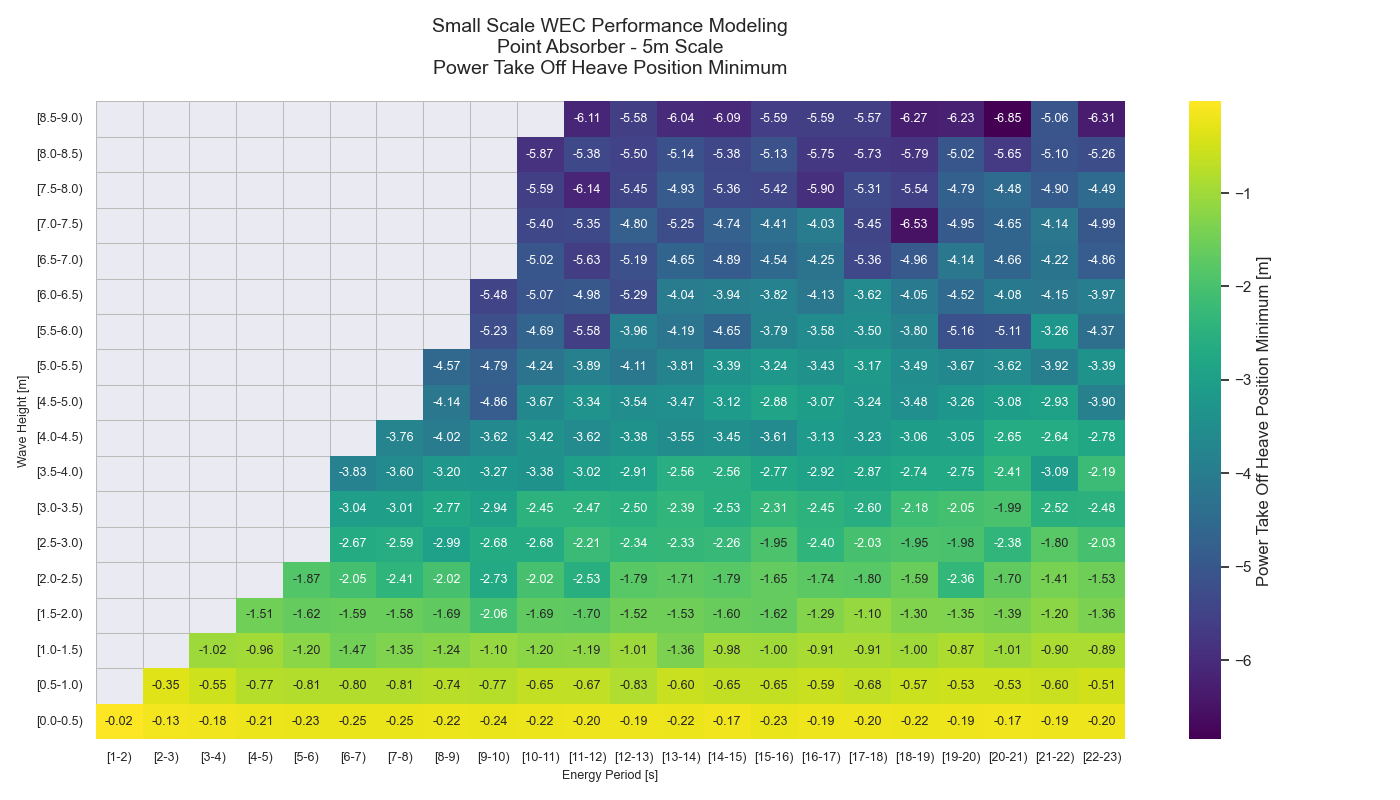 Small Scale WEC Performance Modeling
Point Absorber - 5m Scale
Power Take Off Heave Position Minimum
[8.5-9.0) -6.11 -5.58 -6.04 -6.09 -5.59 -5.59 -5.57 -6.27 -6.23 -6.85 -5.06 -6.31
[8.0-8.5) -5.87 -5.38 -5.50 -5.14 -5.38 -5.13 -5.75 -5.73 -5.79 -5.02 -5.65 -5.10 -5.26
[7.5-8.0) -5.59 -6.14 -5.45 -4.93 -5.36 -5.42 -5.90 -5.31 -5.54 -4.79 -4.48 -4.90 -4.49
[7.0-7.5) -5.40 -5.35 -4.80 -5.25 -4.74 -4.41 -4.03 -5.45 -6.53 -4.95 -4.65 -4.14 -4.99
[6.5-7.0) -5.02 -5.63 -5.19 -4.65 -4.89 -4.54 -4.25 -5.36 -4.96 -4.14 -4.66 -4.22 -4.86
[6.0-6.5) -5.48 -5.07 -4.98 -5.29 -4.04 -3.94 -3.82 -4.13 -3.62 -4.05 -4.52 -4.08 -4.15 -3.97
[5.5-6.0) -5.23 -4.69 -5.58 -3.96 -4.19 -4.65 -3.79 -3.58 -3.50 -3.80 -5.16 -5.11 -3.26 -4.37
[5.0-5.5) -4.57 -4.79 -4.24 -3.89 -4.11 -3.81 -3.39 -3.24 -3.43 -3.17 -3.49 -3.67 -3.62 -3.92 -3.39
[4.5-5.0) -4.14 -4.86 -3.67 -3.34 -3.54 -3.47 -3.12 -2.88 -3.07 -3.24 -3.48 -3.26 -3.08 -2.93 -3.90
[4.0-4.5) -3.76 -4.02 -3.62 -3.42 -3.62 -3.38 -3.55 -3.45 -3.61 -3.13 -3.23 -3.06 -3.05 -2.65 -2.64 -2.78
[3.5-4.0) -3.83 -3.60 -3.20 -3.27 -3.38 -3.02 -2.91 -2.56 -2.56 -2.77 -2.92 -2.87 -2.74 -2.75 -2.41 -3.09 -2.19
[3.0-3.5) -3.04 -3.01 -2.77 -2.94 -2.45 -2.47 -2.50 -2.39 -2.53 -2.31 -2.45 -2.60 -2.18 -2.05 -1.99 -2.52 -2.48
[2.5-3.0) -2.67 -2.59 -2.99 -2.68 -2.68 -2.21 -2.34 -2.33 -2.26 -1.95 -2.40 -2.03 -1.95 -1.98 -2.38 -1.80 -2.03
[2.0-2.5) -1.87 -2.05 -2.41 -2.02 -2.73 -2.02 -2.53 -1.79 -1.71 -1.79 -1.65 -1.74 -1.80 -1.59 -2.36 -1.70 -1.41 -1.53
[1.5-2.0) -1.51 -1.62 -1.59 -1.58 -1.69 -2.06 -1.69 -1.70 -1.52 -1.53 -1.60 -1.62 -1.29 -1.10 -1.30 -1.35 -1.39 -1.20 -1.36
[1.0-1.5) -1.02 -0.96 -1.20 -1.47 -1.35 -1.24 -1.10 -1.20 -1.19 -1.01 -1.36 -0.98 -1.00 -0.91 -0.91 -1.00 -0.87 -1.01 -0.90 -0.89
[0.5-1.0) -0.35 -0.55 -0.77 -0.81 -0.80 -0.81 -0.74 -0.77 -0.65 -0.67 -0.83 -0.60 -0.65 -0.65 -0.59 -0.68 -0.57 -0.53 -0.53 -0.60 -0.51
[0.0-0.5) -0.02 -0.13 -0.18 -0.21 -0.23 -0.25 -0.25 -0.22 -0.24 -0.22 -0.20 -0.19 -0.22 -0.17 -0.23 -0.19 -0.20 -0.22 -0.19 -0.17 -0.19 -0.20
[1-2) [2-3) [3-4) [4-5) [5-6) [6-7) [7-8) [8-9) [9-10) [10-11) [11-12) [12-13) [13-14) [14-15) [15-16) [16-17) [17-18) [18-19) [19-20) [20-21) [21-22) [22-23)
Energy Period [s]
Wave Height [m]
−1
−2
−3
−4
−5
−6
Power Take Off Heave Position Minimum [m]